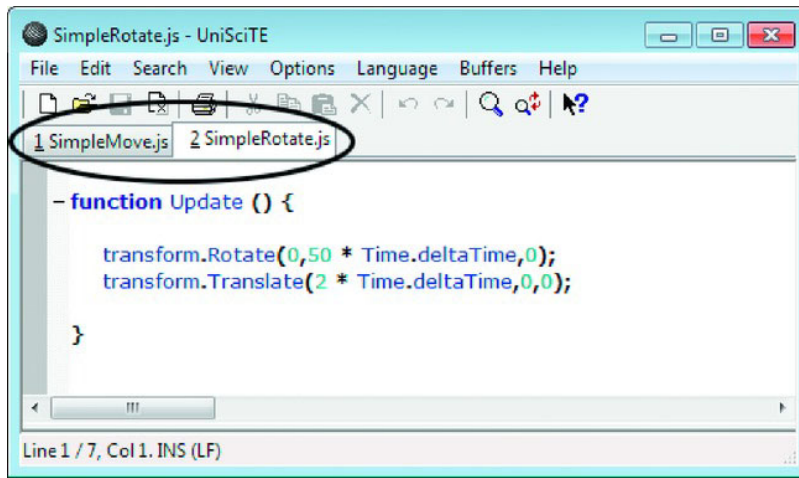 SimpleRotate.js - UniSciTE
File Edit Search View Options Language Buffers Help
1 SimpleMove.js 2 SimpleRotate.js
function Update () {
transform.Rotate(0,50 * Time.deltaTime,0);
transform.Translate(2 * Time.deltaTime,0,0);
}
Line 1 / 7, Col 1. INS (LF)